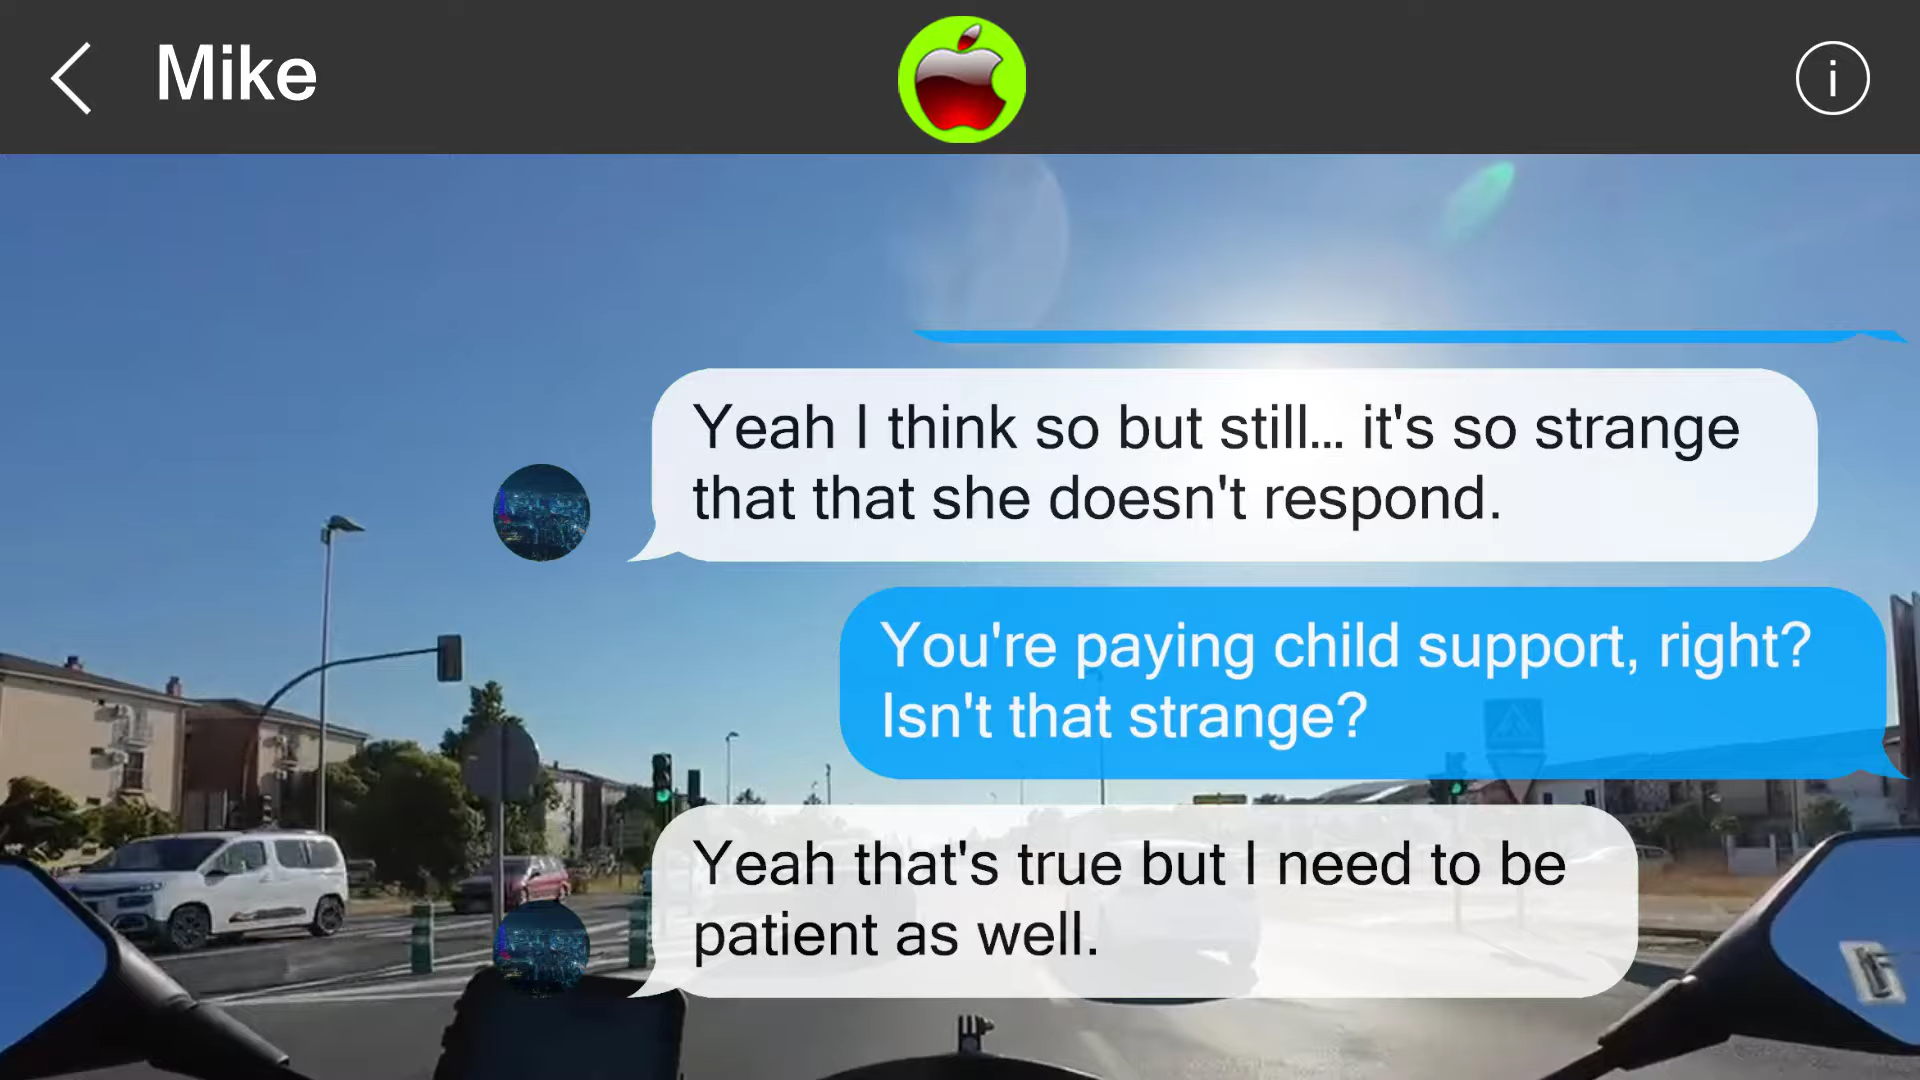 Mike
Yeah I think so but still... it's so strange
that that she doesn't respond.
You're paying child support, right?
Isn't that strange?
Yeah that's true but I need to be
patient as well.